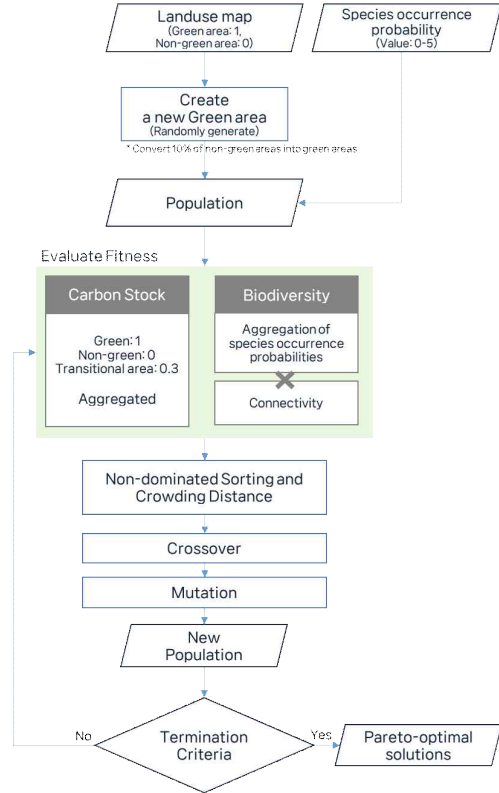 Landuse map
(Green area: 1,
Non-green area: 0)
Species occurrence
probability
(Value: 0-5)
Create
a new Green area
(Randomly generate)
* Convert 10% of non-green areas into green areas
Population
Evaluate Fitness
Carbon Stock
Green: 1
Non-green: 0
Transitional area: 0.3
Aggregated
Biodiversity
Aggregation of
species occurrence
probabilities
Connectivity
Non-dominated Sorting and
Crowding Distance
Crossover
Mutation
New
Population
Termination
Criteria
No
Yes
Pareto-optimal
solutions